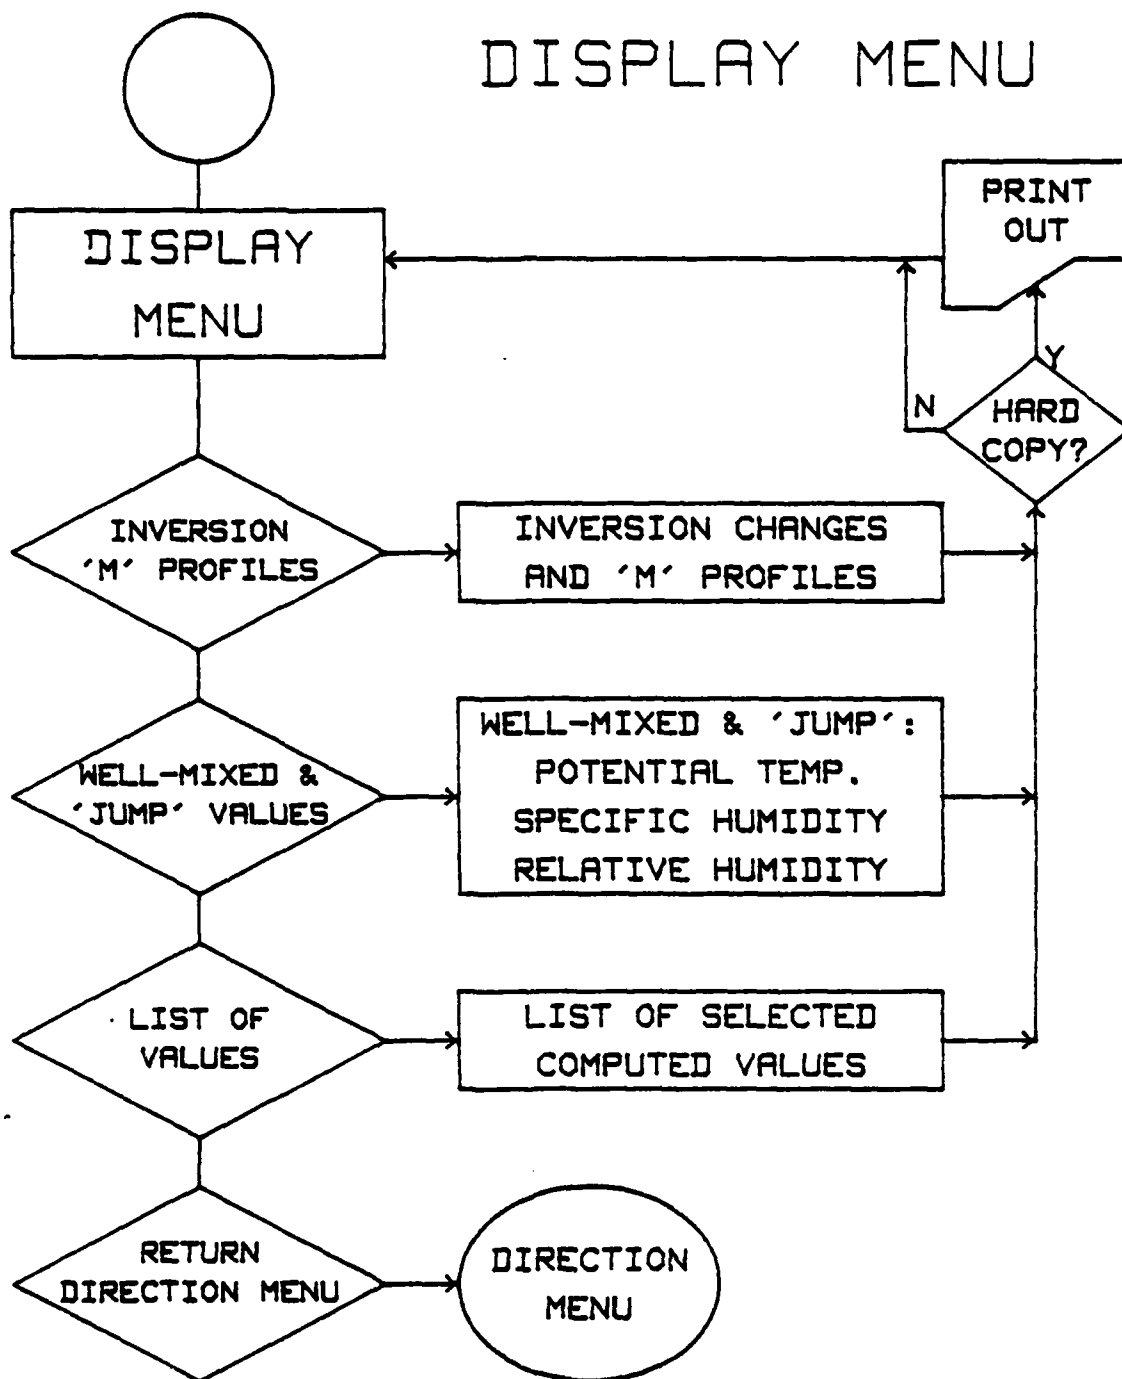 DISPLAY MENU
PRINT
OUT
DISPLAY
MENU
Y
N
HARD
COPY?
INVERSION
'M' PROFILES
INVERSION CHANGES
AND 'M' PROFILES
WELL-MIXED &
'JUMP' VALUES
WELL-MIXED & 'JUMP':
POTENTIAL TEMP.
SPECIFIC HUMIDITY
RELATIVE HUMIDITY
LIST OF
VALUES
LIST OF SELECTED
COMPUTED VALUES
RETURN
DIRECTION MENU
DIRECTION
MENU